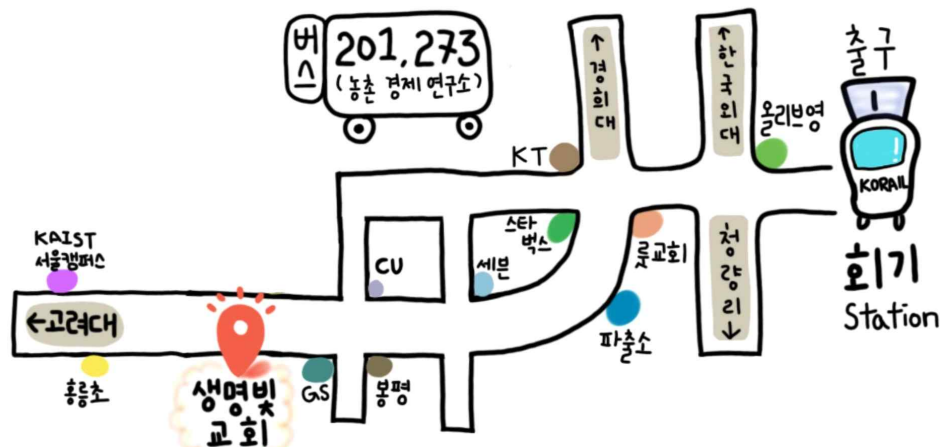 버스
201, 273
(농촌 경제 연구소)
↑경희대
↑한국외대
출구
1
올리브영
KORAIL
회기
Station
KT
스타
벅스
루교회
청량리↓
KAIST
서울캠퍼스
CU
세븐
파출소
←고려대
홍릉초
생명빛
교회
GS
봉평